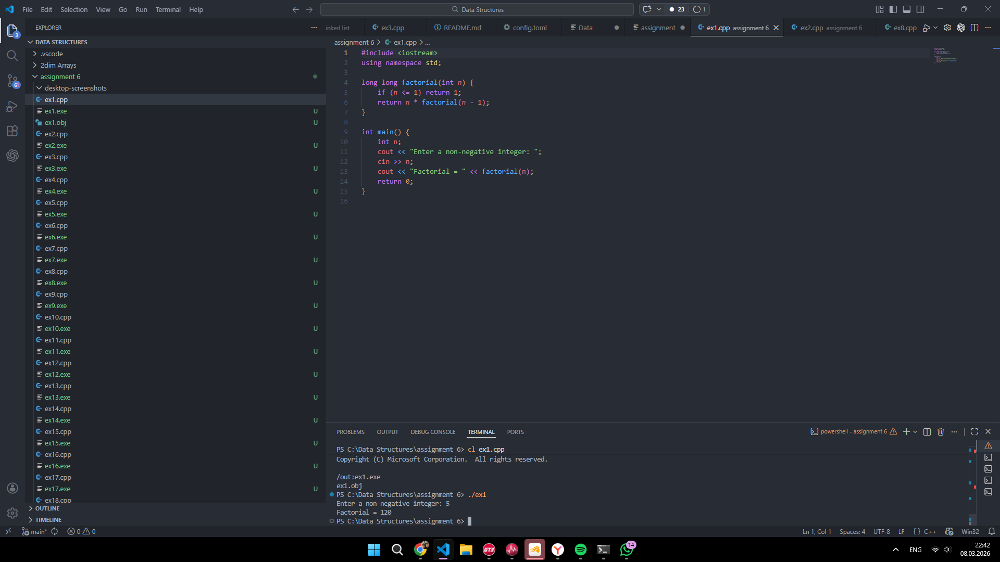 File Edit Selection View Go Run Terminal Help
Data Structures
23
1
EXPLORER
inked list
ex3.cpp
README.md
config.toml
Data
assignment
ex1.cpp assignment 6
ex2.cpp assignment 6
ex8.cpp
DATA STRUCTURES
.vscode
2dim Arrays
assignment 6
desktop-screenshots
ex1.cpp
ex1.exe U
ex1.obj U
ex2.cpp
ex2.exe U
ex3.cpp
ex3.exe U
ex4.cpp
ex4.exe U
ex5.cpp
ex5.exe U
ex6.cpp
ex6.exe U
ex7.cpp
ex7.exe U
ex8.cpp
ex8.exe U
ex9.cpp
ex9.exe U
ex10.cpp
ex10.exe U
ex11.cpp
ex11.exe U
ex12.cpp
ex12.exe U
ex13.cpp
ex13.exe U
ex14.cpp
ex14.exe U
ex15.cpp
ex15.exe U
ex16.cpp
ex16.exe U
ex17.cpp
ex17.exe U
ex18.cpp
OUTLINE
TIMELINE
3
61
assignment 6 > ex1.cpp > ...
1 #include <iostream>
2 using namespace std;
3
4 long long factorial(int n) {
5 if (n <= 1) return 1;
6 return n * factorial(n - 1);
7 }
8
9 int main() {
10 int n;
11 cout << "Enter a non-negative integer: ";
12 cin >> n;
13 cout << "Factorial = " << factorial(n);
14 return 0;
15 }
16
PROBLEMS OUTPUT DEBUG CONSOLE TERMINAL PORTS
powershell - assignment 6
PS C:\Data Structures\assignment 6> cl ex1.cpp
Copyright (C) Microsoft Corporation.  All rights reserved.
/out:ex1.exe
ex1.obj
PS C:\Data Structures\assignment 6> ./ex1
Enter a non-negative integer: 5
Factorial = 120
PS C:\Data Structures\assignment 6>
main* 0 0
Ln 1, Col 1 Spaces: 4 UTF-8 LF { } C++ Win32
GT3
14
ENG
22:42
08.03.2026